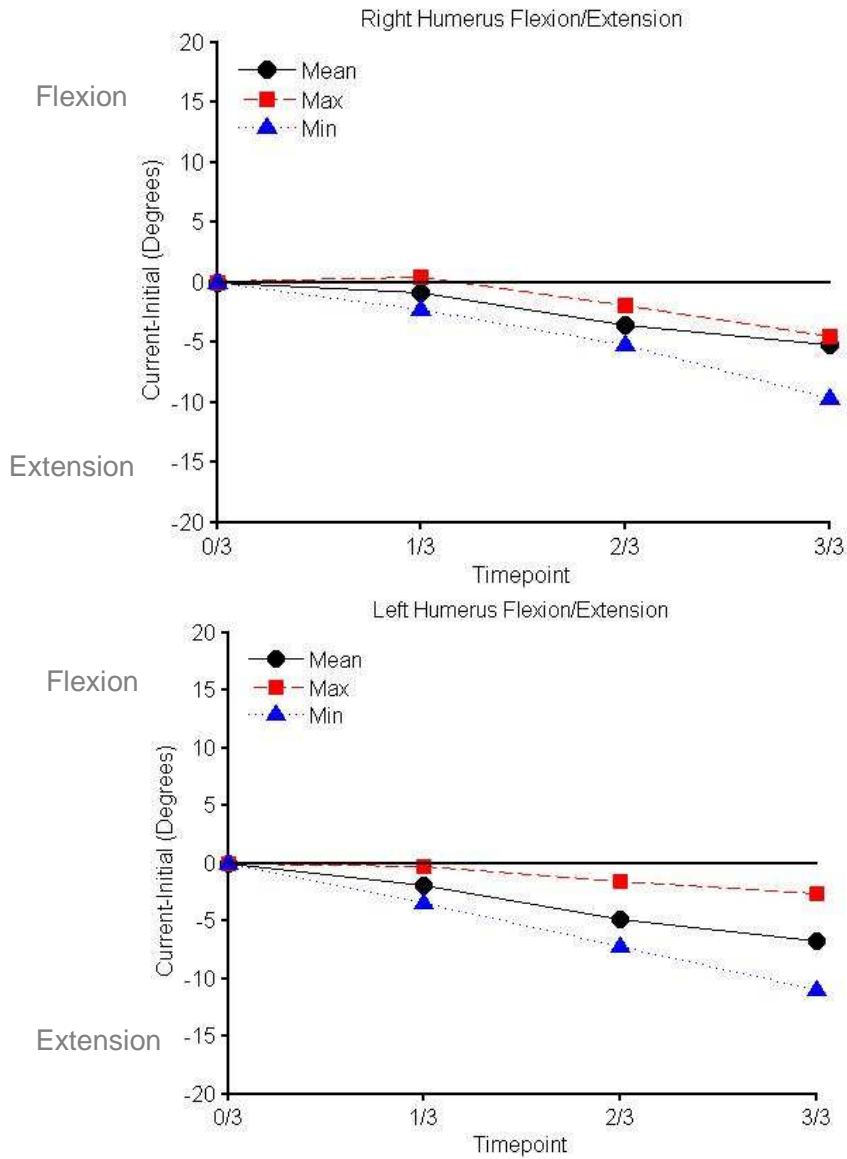 Right Humerus Flexion/Extension
20
15
10
5
0
-5
-10
-15
-20
Flexion
Extension
Current-Initial (Degrees)
Mean
Max
Min
0/3 1/3 2/3 3/3
Timepoint
Left Humerus Flexion/Extension
20
15
10
5
0
-5
-10
-15
-20
Flexion
Extension
Current-Initial (Degrees)
Mean
Max
Min
0/3 1/3 2/3 3/3
Timepoint